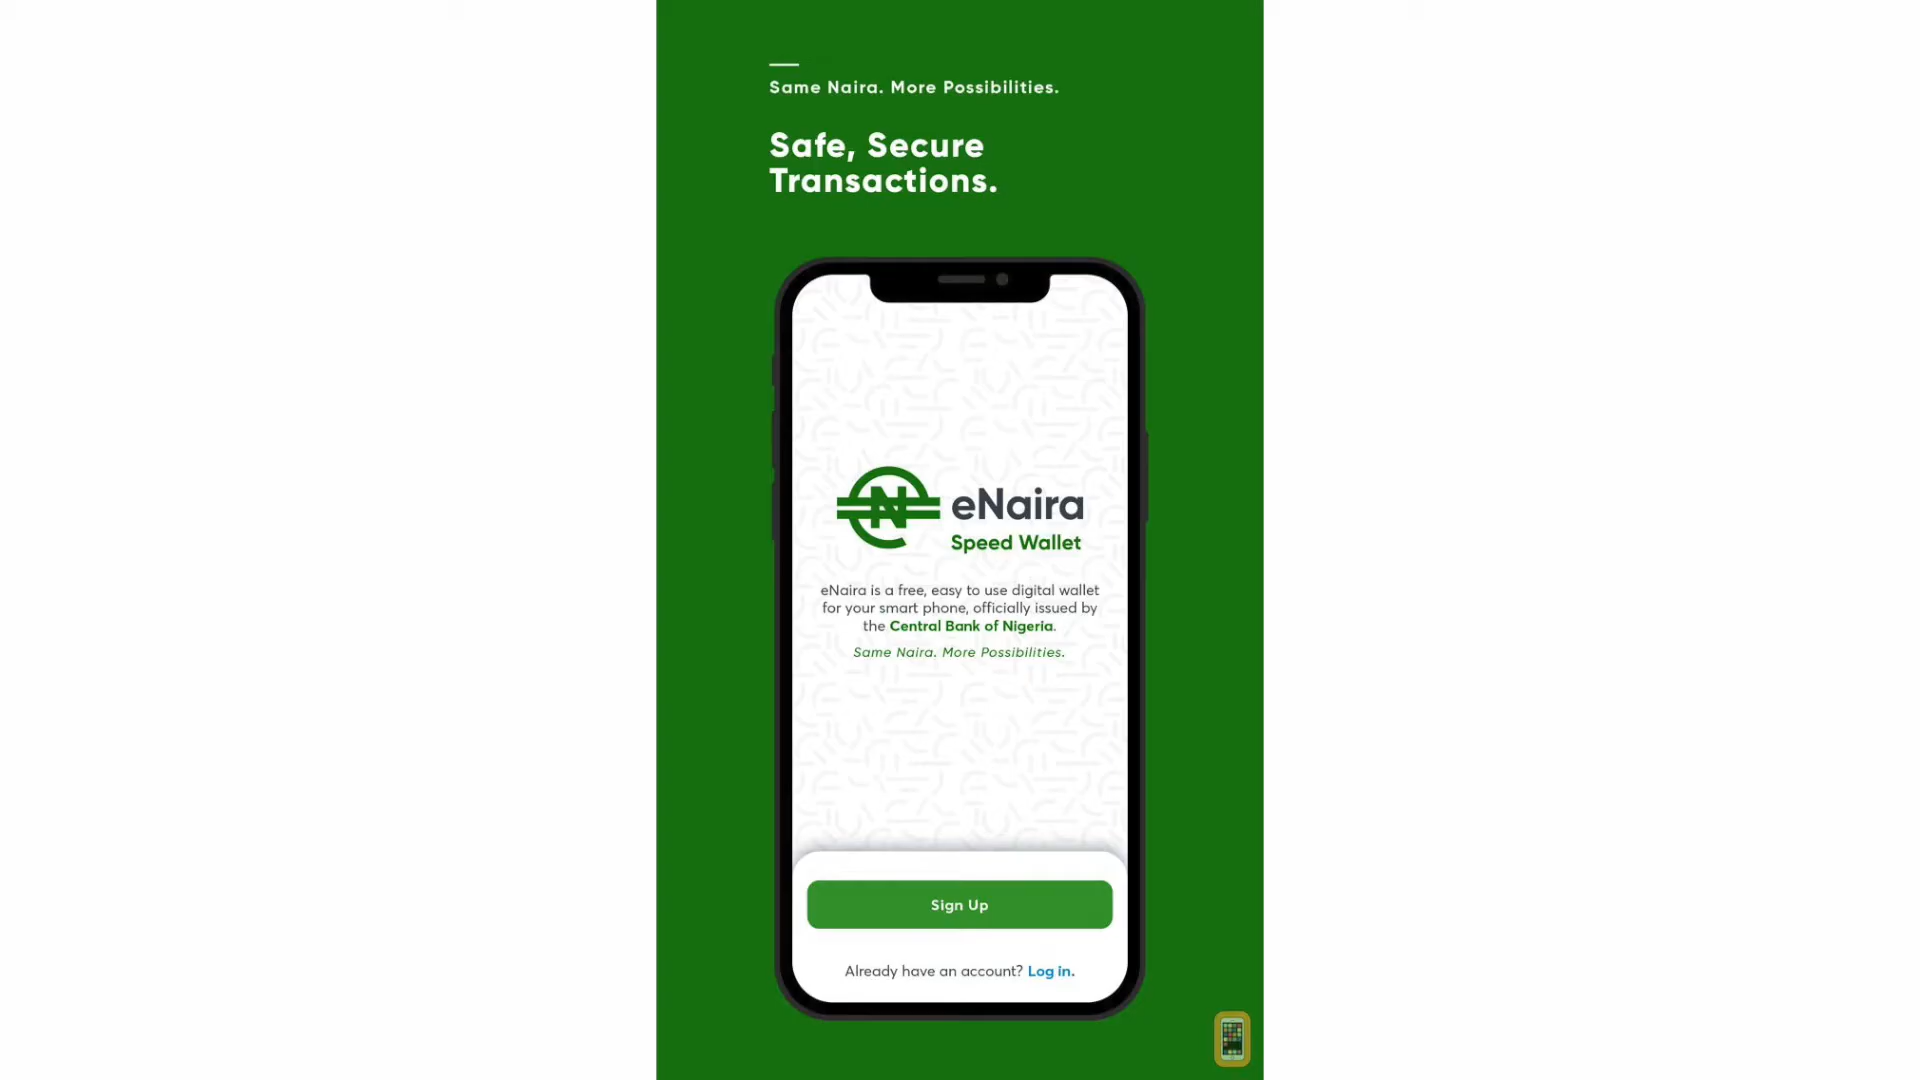 Same Naira. More Possibilities.
Safe, Secure
Transactions.
eNaira
Speed Wallet
eNaira is a free, easy to use digital wallet
for your smart phone, officially issued by
the Central Bank of Nigeria.
Same Naira. More Possibilities.
Sign Up
Already have an account? Log in.